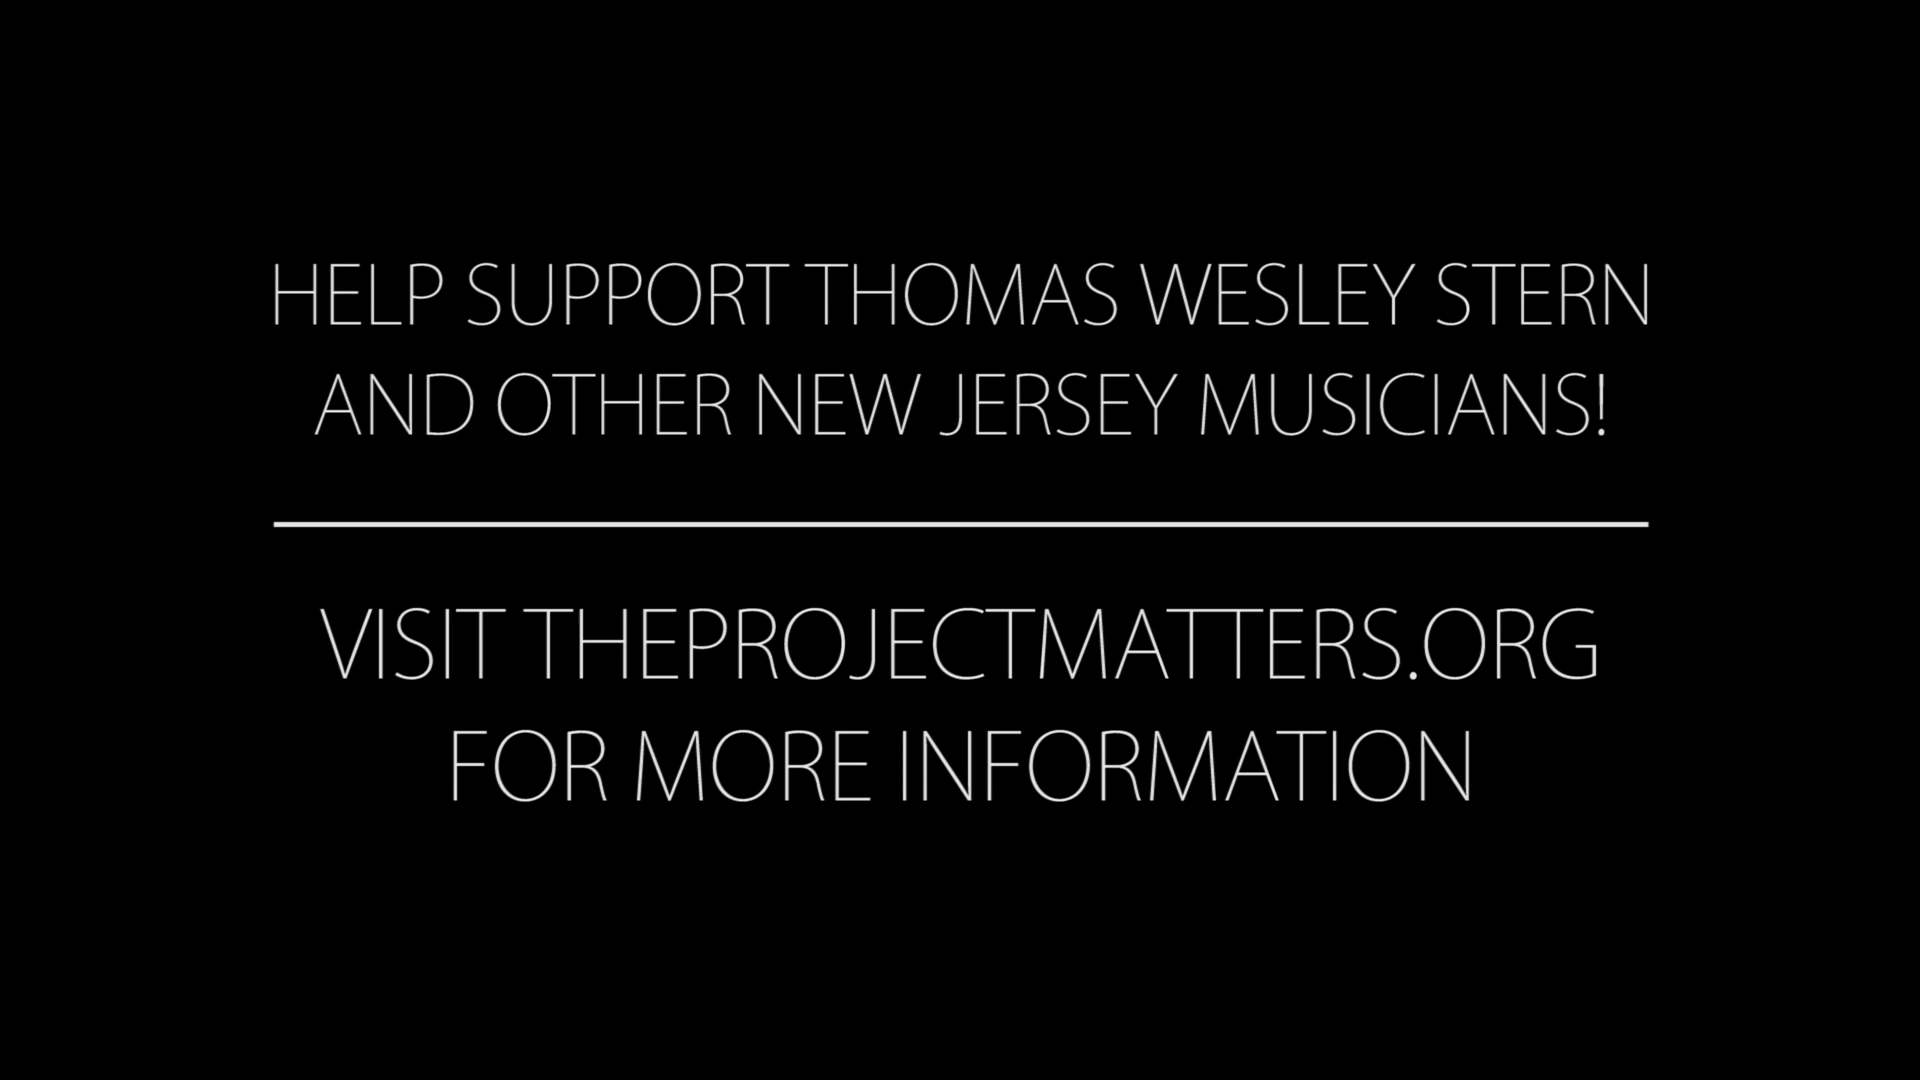 HELP SUPPORT THOMAS WESLEY STERN
AND OTHER NEW JERSEY MUSICIANS!
VISIT THEPROJECTMATTERS.ORG
FOR MORE INFORMATION